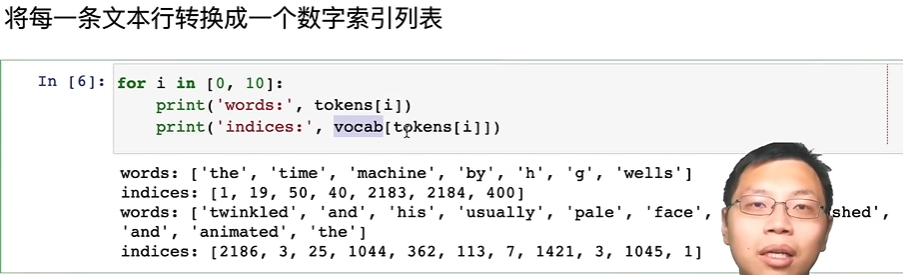 将每一条文本行转换成一个数字索引列表
In [6]: for i in [0, 10]:
print('words:', tokens[i])
print('indices:', vocab[tokens[i]])
words: ['the', 'time', 'machine', 'by', 'h', 'g', 'wells']
indices: [1, 19, 50, 40, 2183, 2184, 400]
words: ['twinkled', 'and', 'his', 'usually', 'pale', 'face', shed',
'and', 'animated', 'the']
indices: [2186, 3, 25, 1044, 362, 113, 7, 1421, 3, 1045, 1]